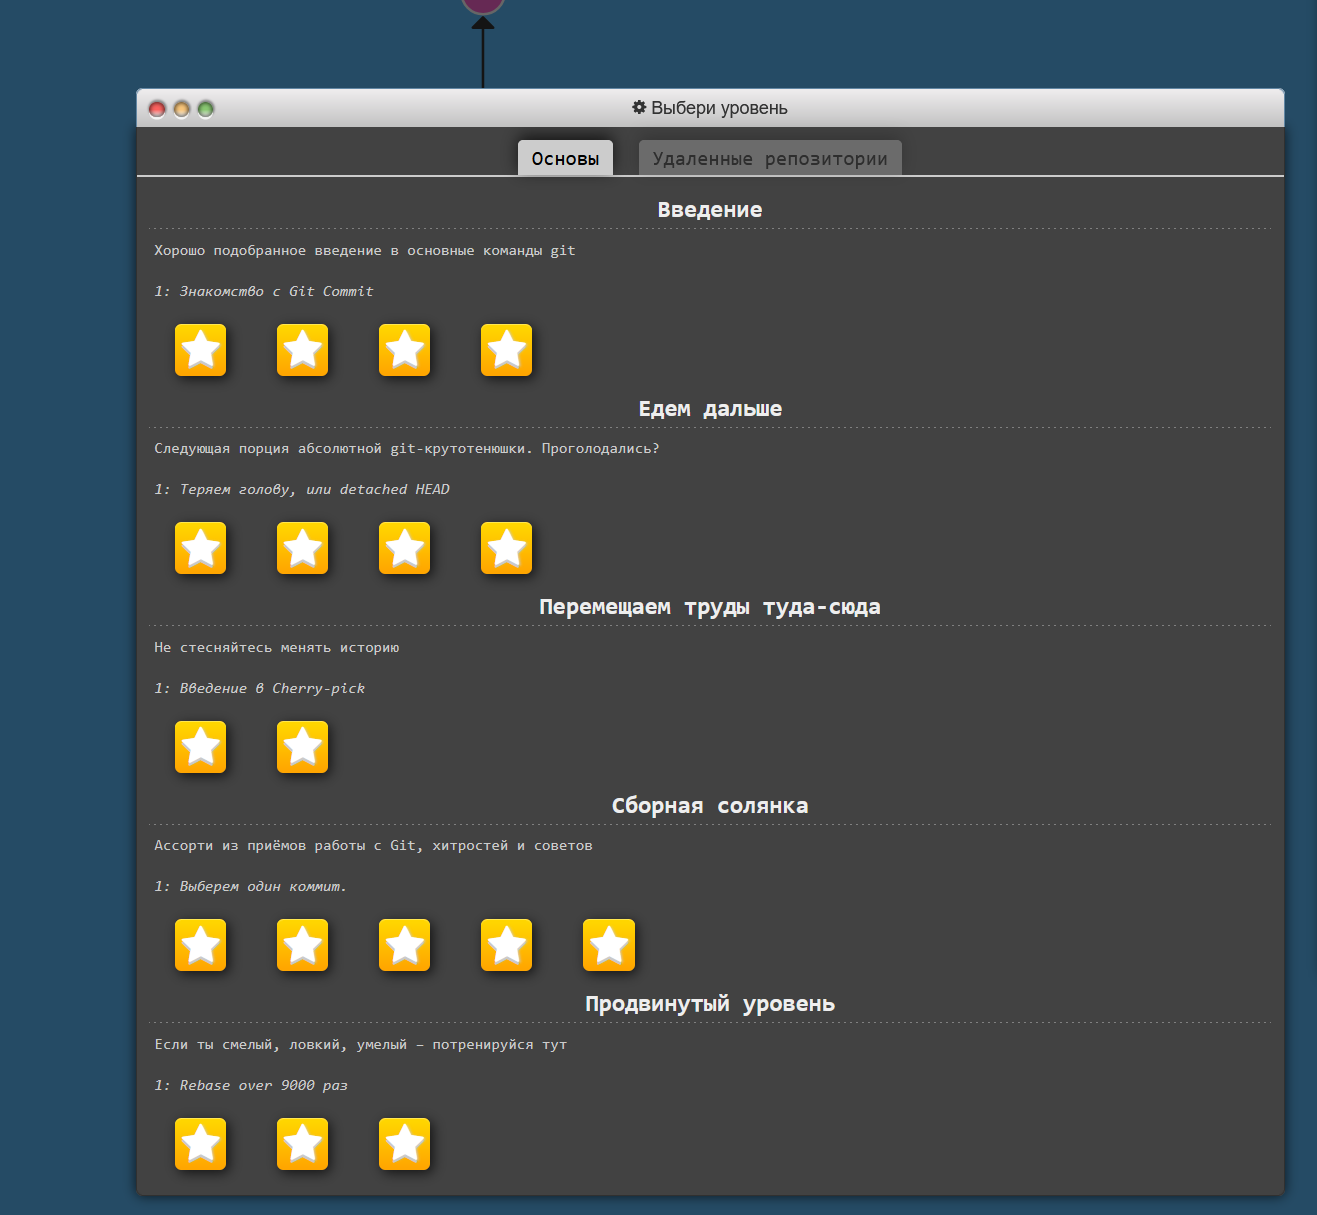 Выбери уровень
Основы
Удаленные репозитории
Введение
Хорошо подобранное введение в основные команды git
1: Знакомство с Git Commit
Едем дальше
Следующая порция абсолютной git-крутотенюшки. Проголодались?
1: Теряем голову, или detached HEAD
Перемещаем труды туда-сюда
Не стесняйтесь менять историю
1: Введение в Cherry-pick
Сборная солянка
Ассорти из приёмов работы с Git, хитростей и советов
1: Выберем один коммит.
Продвинутый уровень
Если ты смелый, ловкий, умелый – потренируйся тут
1: Rebase over 9000 раз